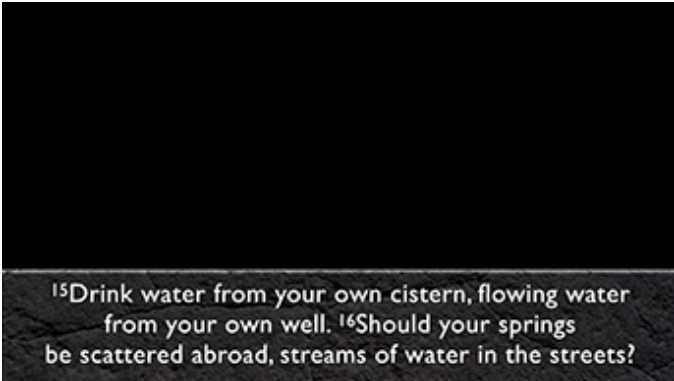 ¹⁵Drink water from your own cistern, flowing water
from your own well. ¹⁶Should your springs
be scattered abroad, streams of water in the streets?